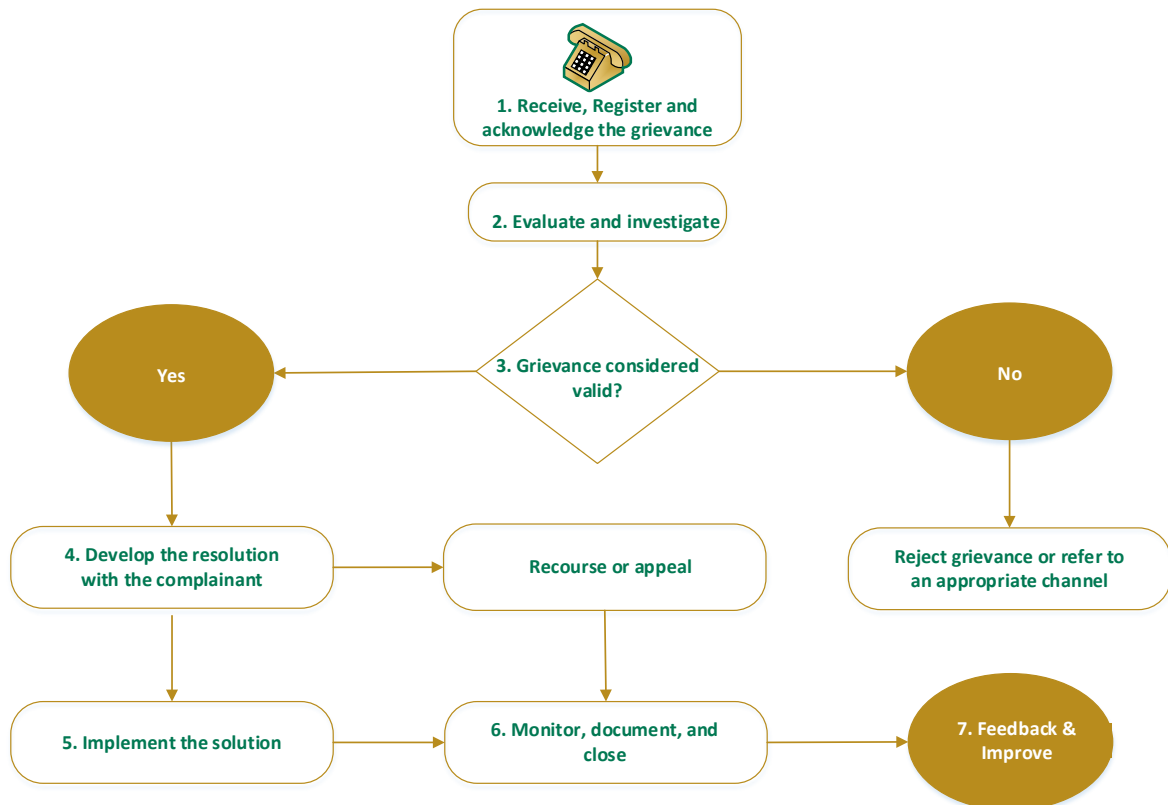 1. Receive, Register and
acknowledge the grievance
2. Evaluate and investigate
3. Grievance considered
valid?
Yes
No
4. Develop the resolution
with the complainant
Recourse or appeal
Reject grievance or refer to
an appropriate channel
5. Implement the solution
6. Monitor, document, and
close
7. Feedback &
Improve